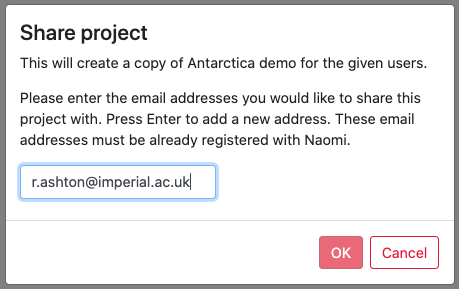 Share project
This will create a copy of Antarctica demo for the given users.
Please enter the email addresses you would like to share this
project with. Press Enter to add a new address. These email
addresses must be already registered with Naomi.
r.ashton@imperial.ac.uk
OK
Cancel